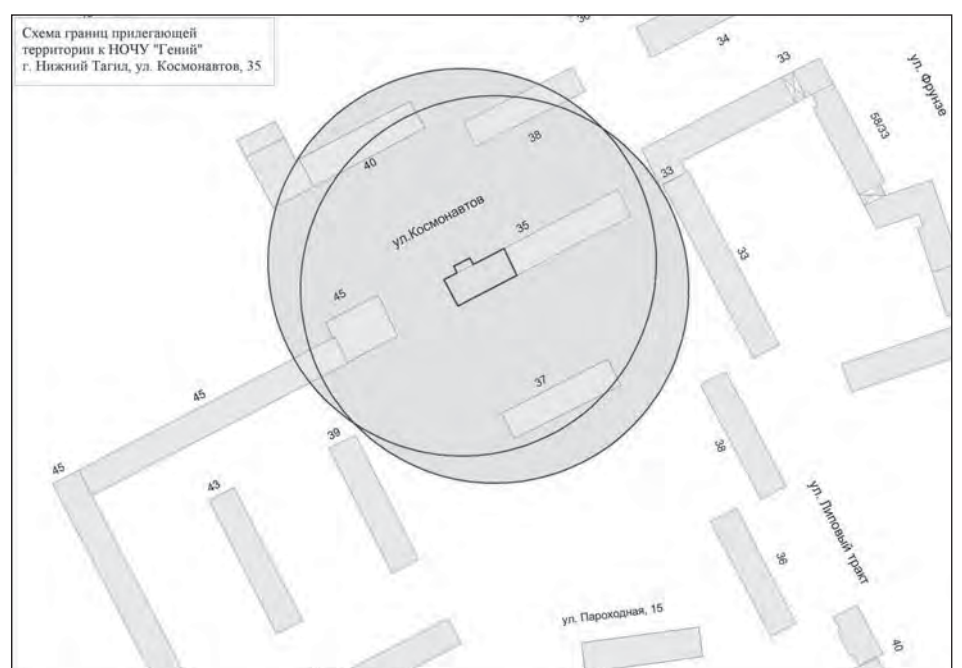 Схема границ прилегающей
территории к НОЧУ "Гений"
г. Нижний Тагил, ул. Космонавтов, 35
34
33
ул. Фрунзе
58/33
38
40
33
ул.Космонавтов
35
33
45
37
45
39
38
45
43
ул. Липовый тракт
36
ул. Пароходная, 15
40